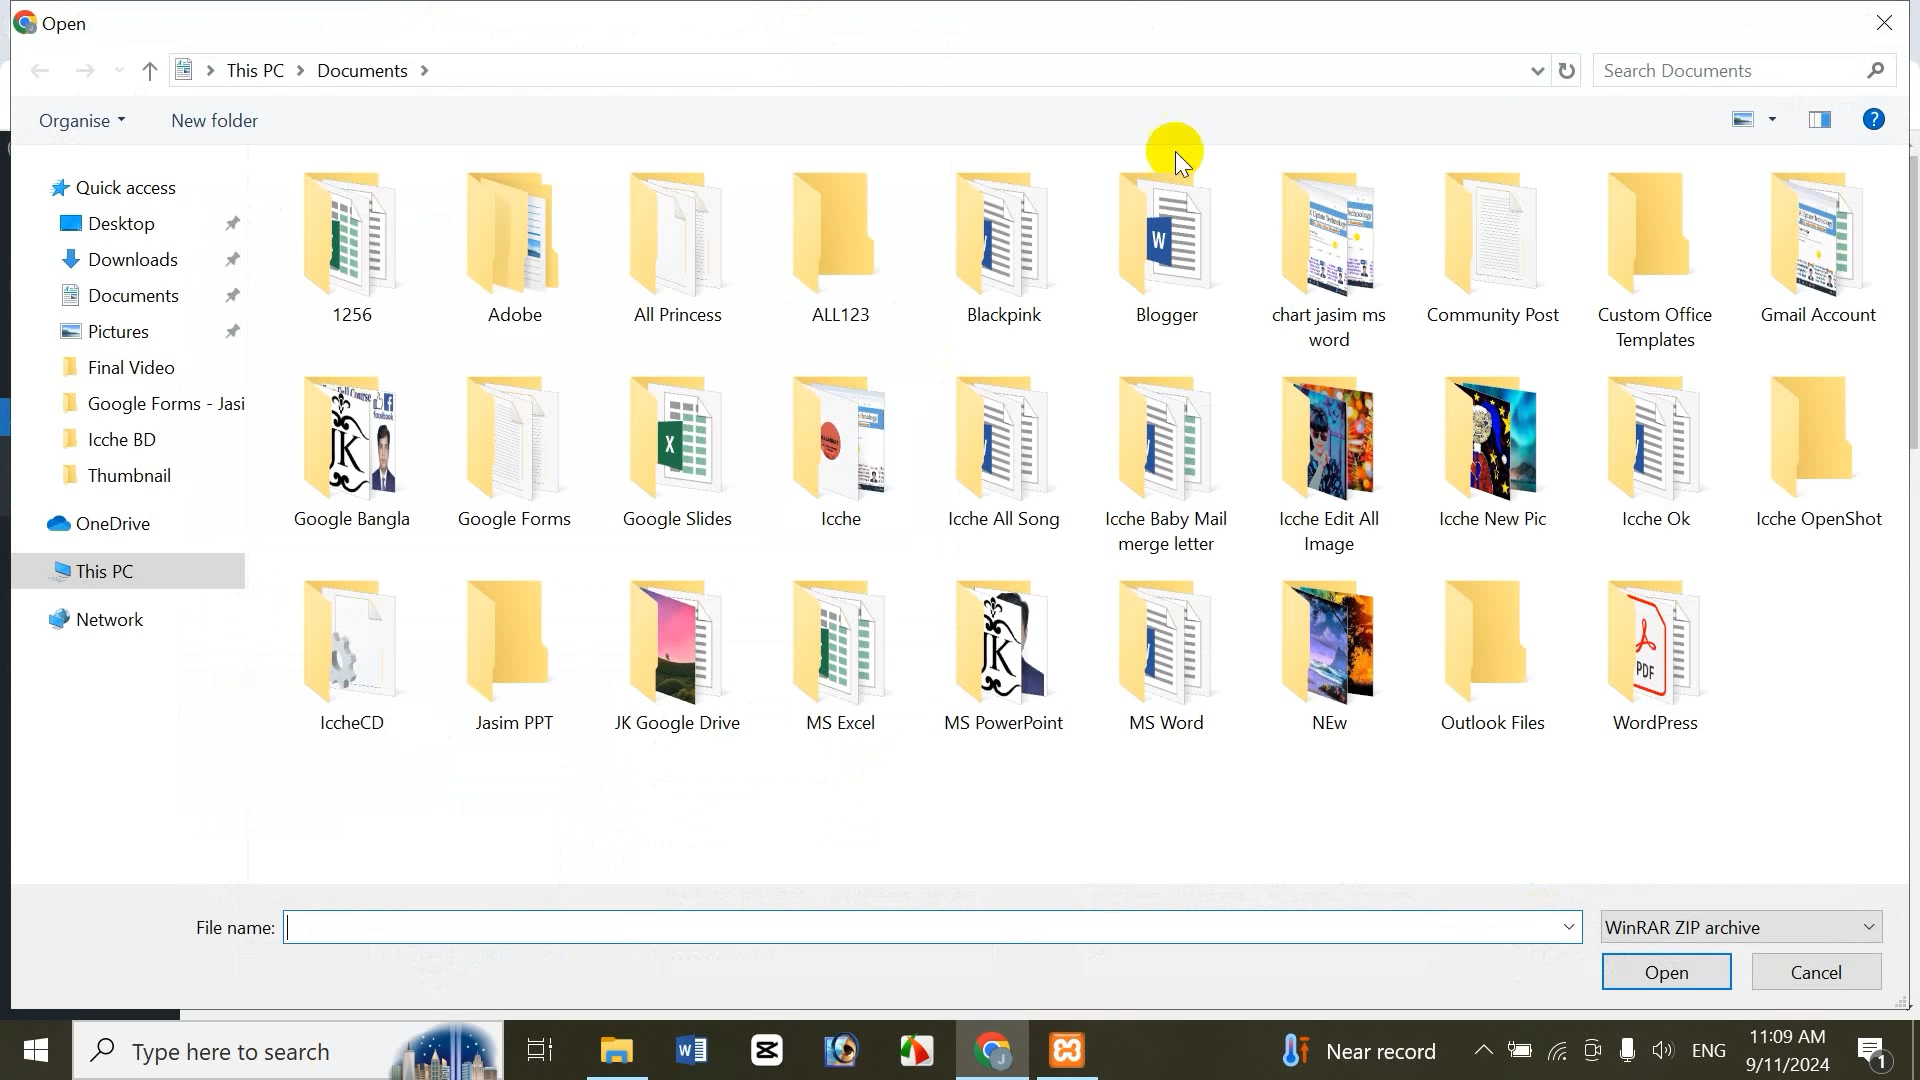 Open
This PC > Documents >
Search Documents
Organise
New folder
Quick access
Desktop
Downloads
Documents
Pictures
Final Video
Google Forms - Jasi
Icche BD
Thumbnail
OneDrive
This PC
Network
1256
Adobe
All Princess
ALL123
Blackpink
Blogger
chart jasim ms
word
Community Post
Custom Office
Templates
Gmail Account
Google Bangla
Google Forms
Google Slides
Icche
Icche All Song
Icche Baby Mail
merge letter
Icche Edit All
Image
Icche New Pic
Icche Ok
Icche OpenShot
IccheCD
Jasim PPT
JK Google Drive
MS Excel
MS PowerPoint
MS Word
NEw
Outlook Files
WordPress
File name:
WinRAR ZIP archive
Open
Cancel
Type here to search
Near record
ENG
11:09 AM
9/11/2024
1